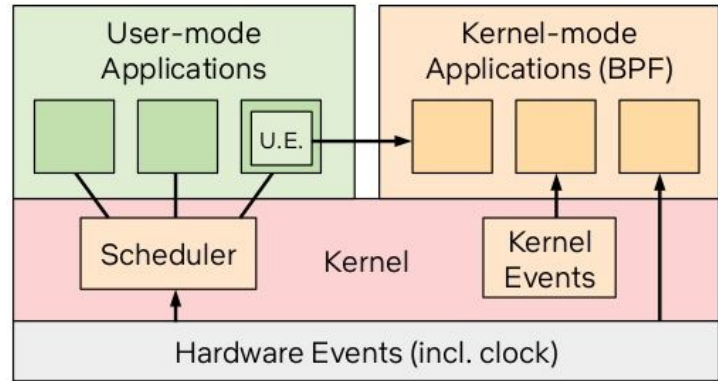 User-mode
Applications
Kernel-mode
Applications (BPF)
U.E.
Scheduler
Kernel
Kernel
Events
Hardware Events (incl. clock)